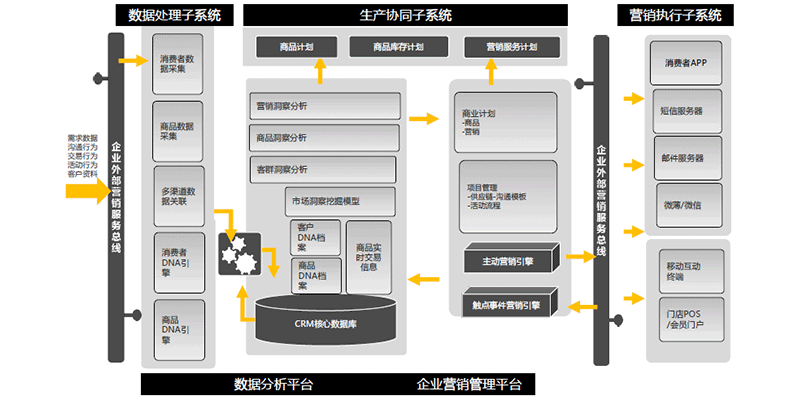 数据处理子系统
生产协同子系统
营销执行子系统
商品计划
商品库存计划
营销服务计划
需求数据
沟通行为
交易行为
活动行为
客户资料
企业外部营销服务总线
消费者数
据采集
商品数据
采集
多渠道数
据关联
消费者
DNA引
擎
商品
DNA引
擎
营销洞察分析
商品洞察分析
客群洞察分析
市场洞察挖掘模型
客户
DNA档
案
商品
DNA档
案
商品实
时交易
信息
CRM核心数据库
商业计划
-商品
-营销
项目管理
-供应链-沟通模板
-活动流程
主动营销引擎
触点事件营销引擎
企业外部营销服务总线
消费者APP
短信服务器
邮件服务器
微薄/微信
移动互动
终端
门店POS
/会员门户
数据分析平台
企业营销管理平台